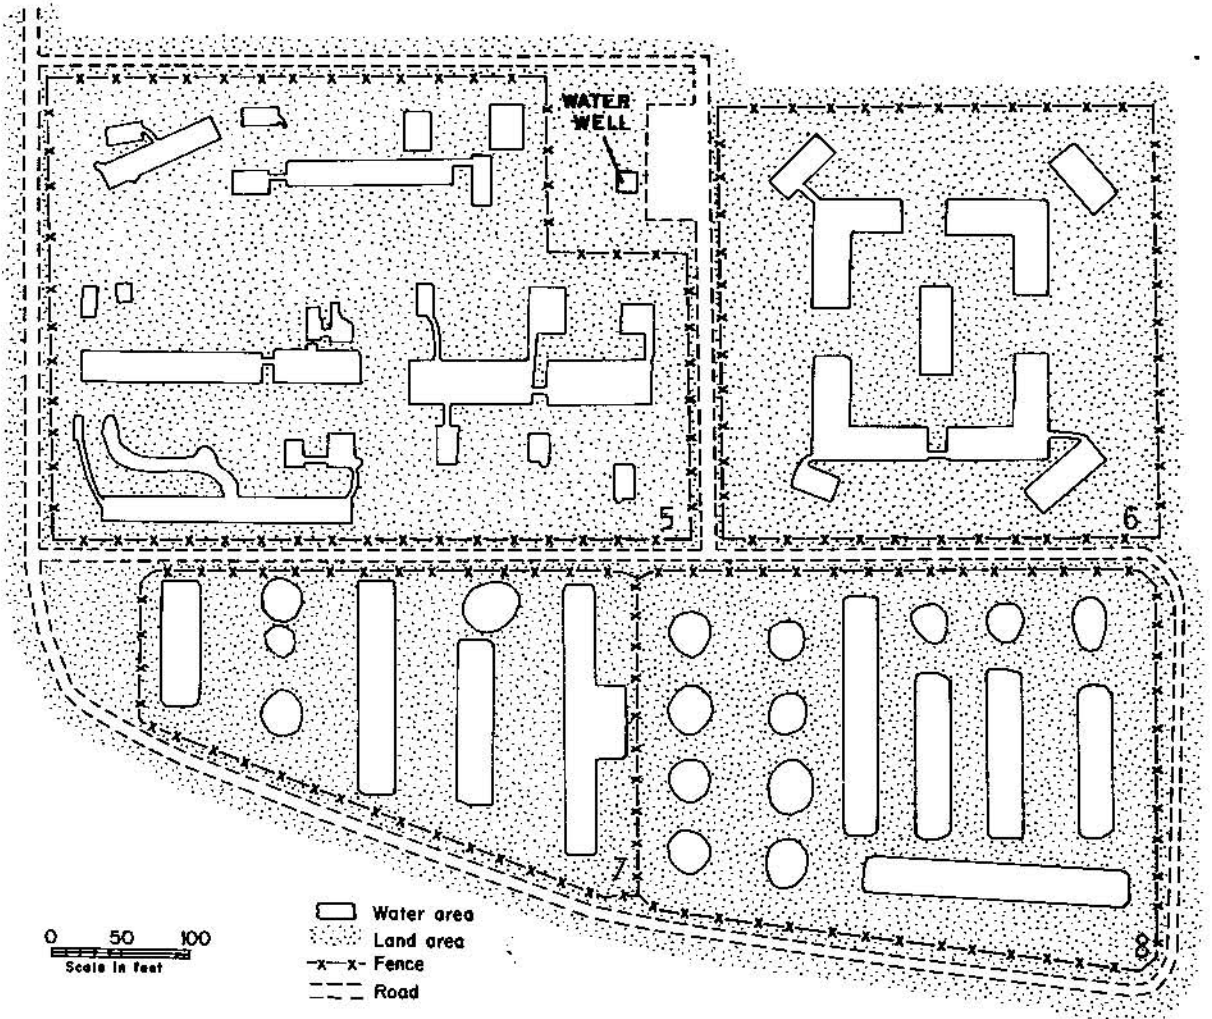 WATER
WELL
5
6
7
8
Water area
Land area
-x-x- Fence
Road
0 50 100
Scale in feet